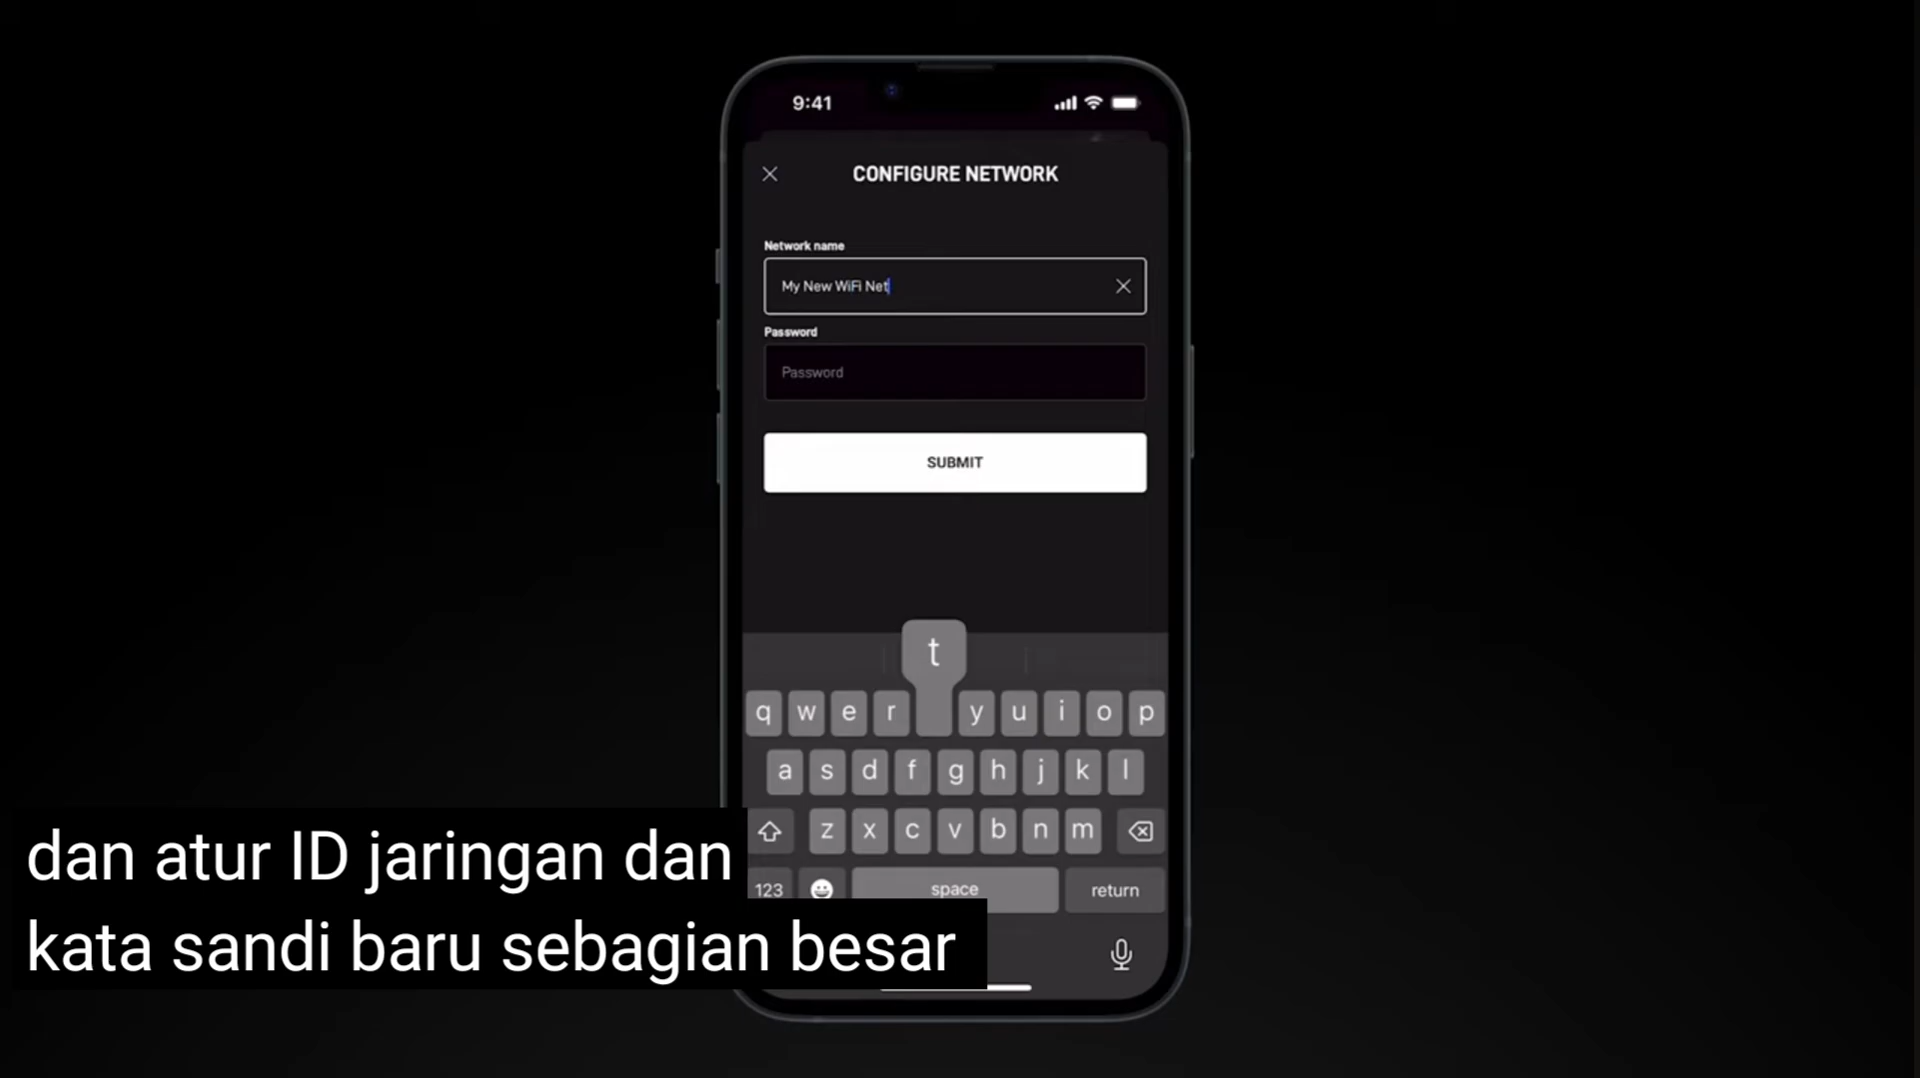 9:41
CONFIGURE NETWORK
Network name
My New WiFi Net
Password
Password
SUBMIT
t
q w e r y u i o p
a s d f g h j k l
z x c v b n m
123 space return
dan atur ID jaringan dan
kata sandi baru sebagian besar